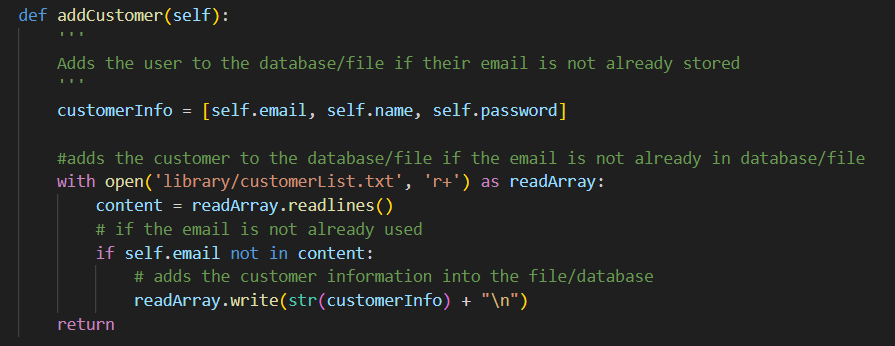 def addCustomer(self):
    '''
    Adds the user to the database/file if their email is not already stored
    '''
    customerInfo = [self.email, self.name, self.password]

    #adds the customer to the database/file if the email is not already in database/file
    with open('library/customerList.txt', 'r+') as readArray:
        content = readArray.readlines()
        # if the email is not already used
        if self.email not in content:
            # adds the customer information into the file/database
            readArray.write(str(customerInfo) + "\n")
    return